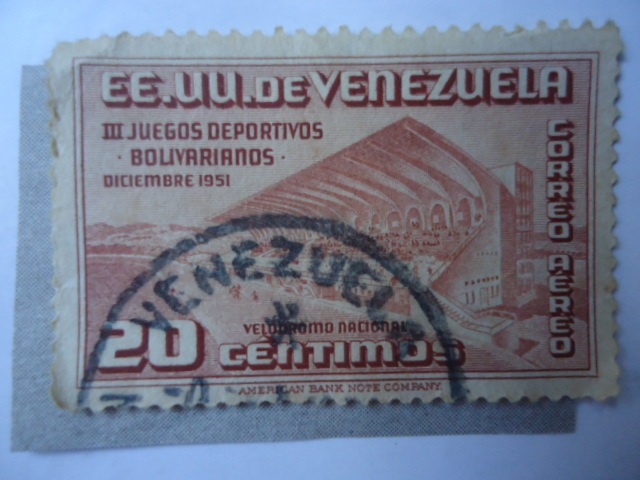 EE.UU.DE VENEZUELA
III JUEGOS DEPORTIVOS
· BOLIVARIANOS ·
DICIEMBRE 1951
CORREO AEREO
VENEZUELA
VELODROMO NACIONAL
20 CENTIMOS
AMERICAN BANK NOTE COMPANY.